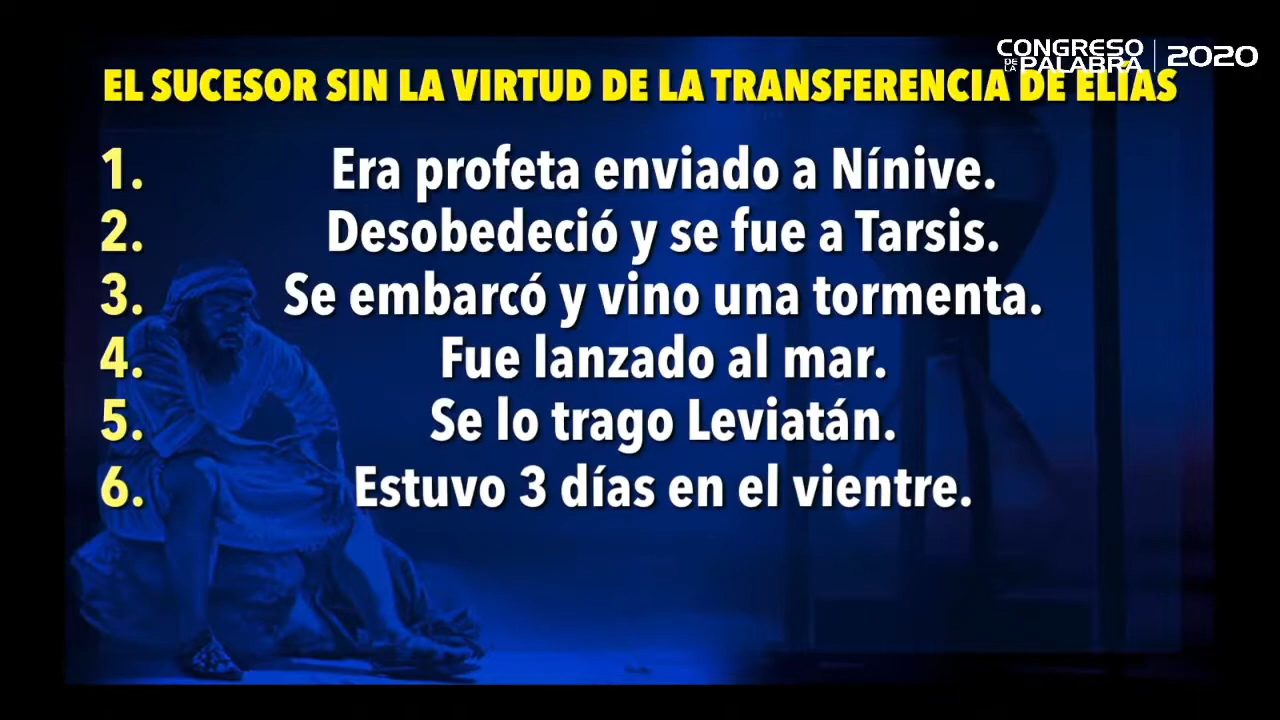 CONGRESO
DE LA PALABRA | 2020
EL SUCESOR SIN LA VIRTUD DE LA TRANSFERENCIA DE ELÍAS
1. Era profeta enviado a Nínive.
2. Desobedeció y se fue a Tarsis.
3. Se embarcó y vino una tormenta.
4. Fue lanzado al mar.
5. Se lo trago Leviatán.
6. Estuvo 3 días en el vientre.